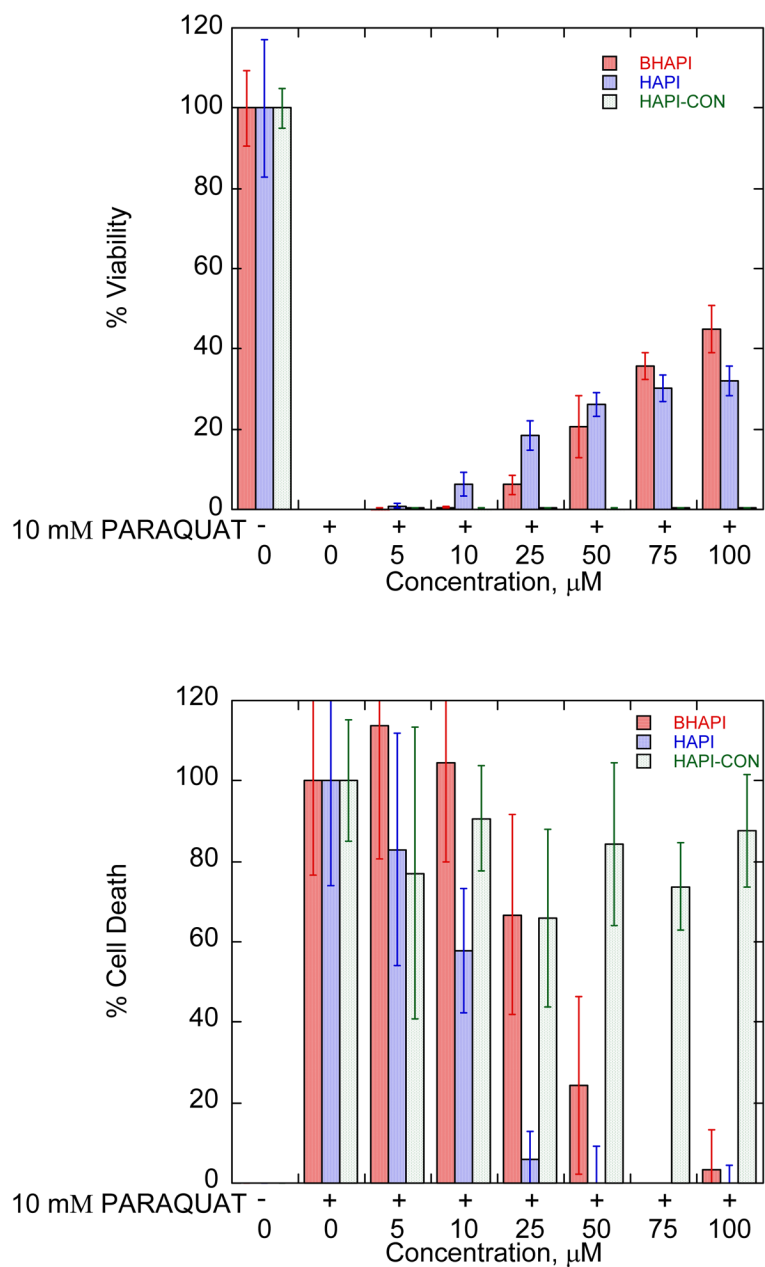 120
100
80
60
40
20
0
% Viability
BHAPI
HAPI
HAPI-CON
10 mM PARAQUAT - + + + + + + +
0 0 5 10 25 50 75 100
Concentration, μM
120
100
80
60
40
20
0
% Cell Death
BHAPI
HAPI
HAPI-CON
10 mM PARAQUAT - + + + + + + +
0 0 5 10 25 50 75 100
Concentration, μM